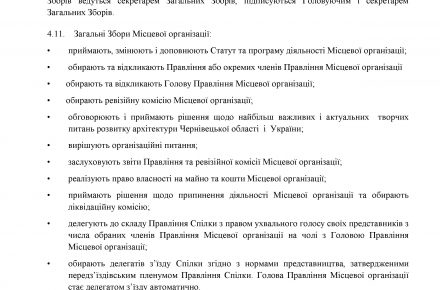 Зборів ведуться секретарем Загальних Зборів, підписуються Головуючим і секретарем
Загальних Зборів.
4.11. Загальні Збори Місцевої організації:
• приймають, змінюють і доповнюють Статут та програму діяльності Місцевої організації;
• обирають та відкликають Правління або окремих членів Правління Місцевої організації
• обирають та відкликають Голову Правління Місцевої організації;
• обирають ревізійну комісію Місцевої організації;
• обговорюють і приймають рішення щодо найбільш важливих і актуальних творчих
питань розвитку архітектури Чернівецької області і України;
• вирішують організаційні питання;
• заслуховують звіти Правління та ревізійної комісії Місцевої організації;
• реалізують право власності на майно та кошти Місцевої організації;
• приймають рішення щодо припинення діяльності Місцевої організації та обирають
ліквідаційну комісію;
• делегують до складу Правління Спілки з правом ухвального голосу своїх представників з
числа обраних членів Правління Місцевої організації на чолі з Головою Правління
Місцевої організації;
• обирають делегатів з’їзду Спілки згідно з нормами представництва, затвердженими
передз’їздівським пленумом Правління Спілки. Голова Правління Місцевої організації
стає делегатом з’їзду автоматично.